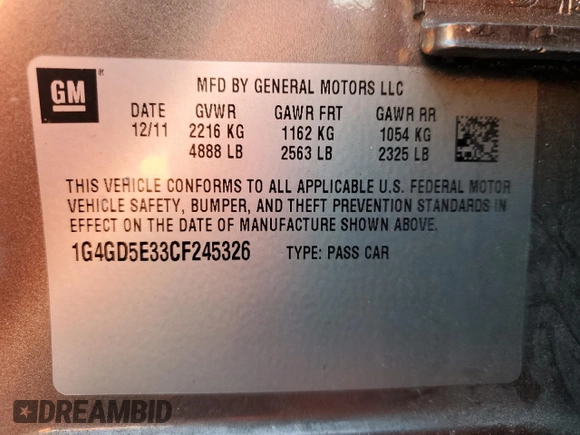 GM
MFD BY GENERAL MOTORS LLC
DATE GVWR GAWR FRT GAWR RR
12/11 2216 KG 1162 KG 1054 KG
4888 LB 2563 LB 2325 LB
THIS VEHICLE CONFORMS TO ALL APPLICABLE U.S. FEDERAL MOTOR
VEHICLE SAFETY, BUMPER, AND THEFT PREVENTION STANDARDS IN
EFFECT ON THE DATE OF MANUFACTURE SHOWN ABOVE.
1G4GD5E33CF245326 TYPE: PASS CAR
DREAMBID